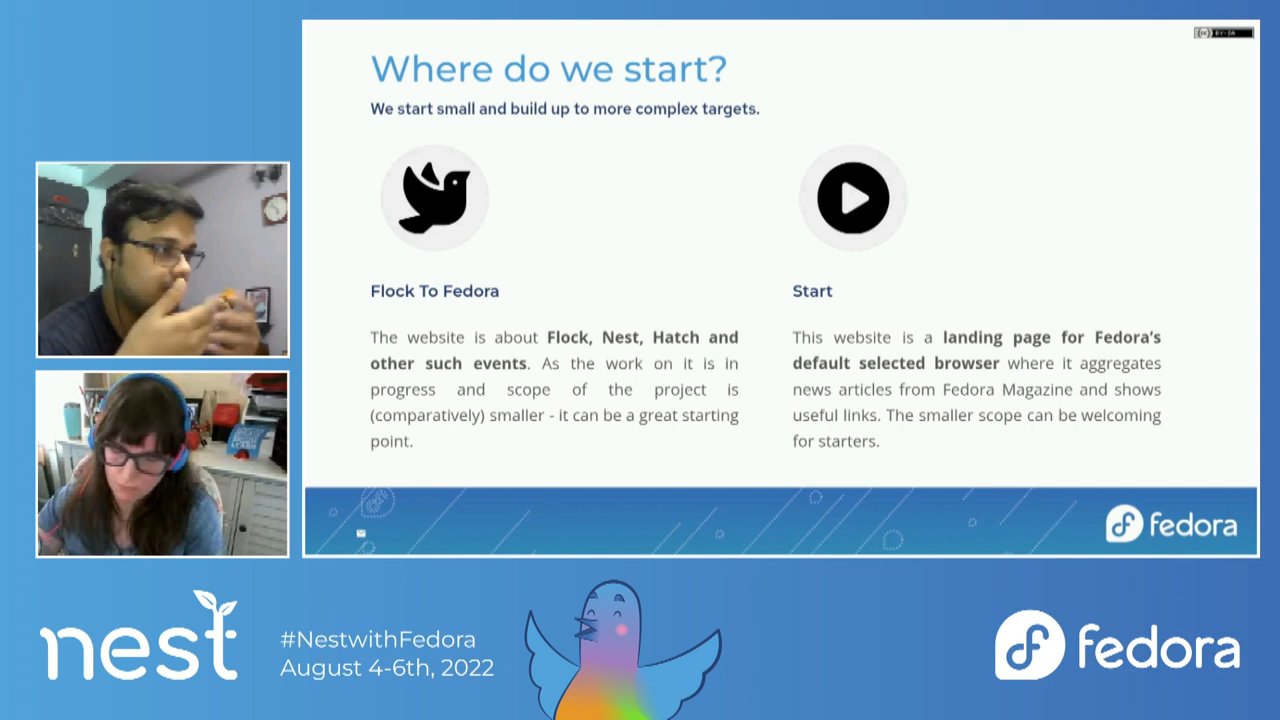 Where do we start?
We start small and build up to more complex targets.
Flock To Fedora
The website is about Flock, Nest, Hatch and
other such events. As the work on it is in
progress and scope of the project is
(comparatively) smaller - it can be a great starting
point.
Start
This website is a landing page for Fedora’s
default selected browser where it aggregates
news articles from Fedora Magazine and shows
useful links. The smaller scope can be welcoming
for starters.
cc BY-SA
fedora
nest
#NestwithFedora
August 4-6th, 2022
fedora